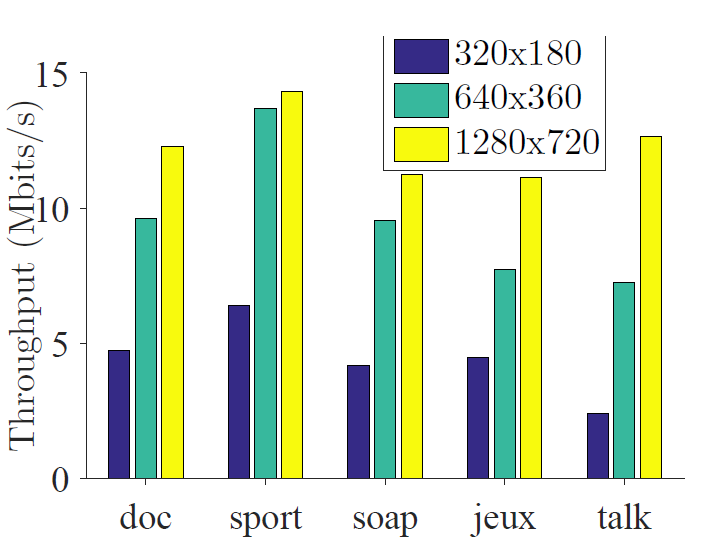 320x180
640x360
1280x720
Throughput (Mbits/s)
15
10
5
0
doc sport soap jeux talk